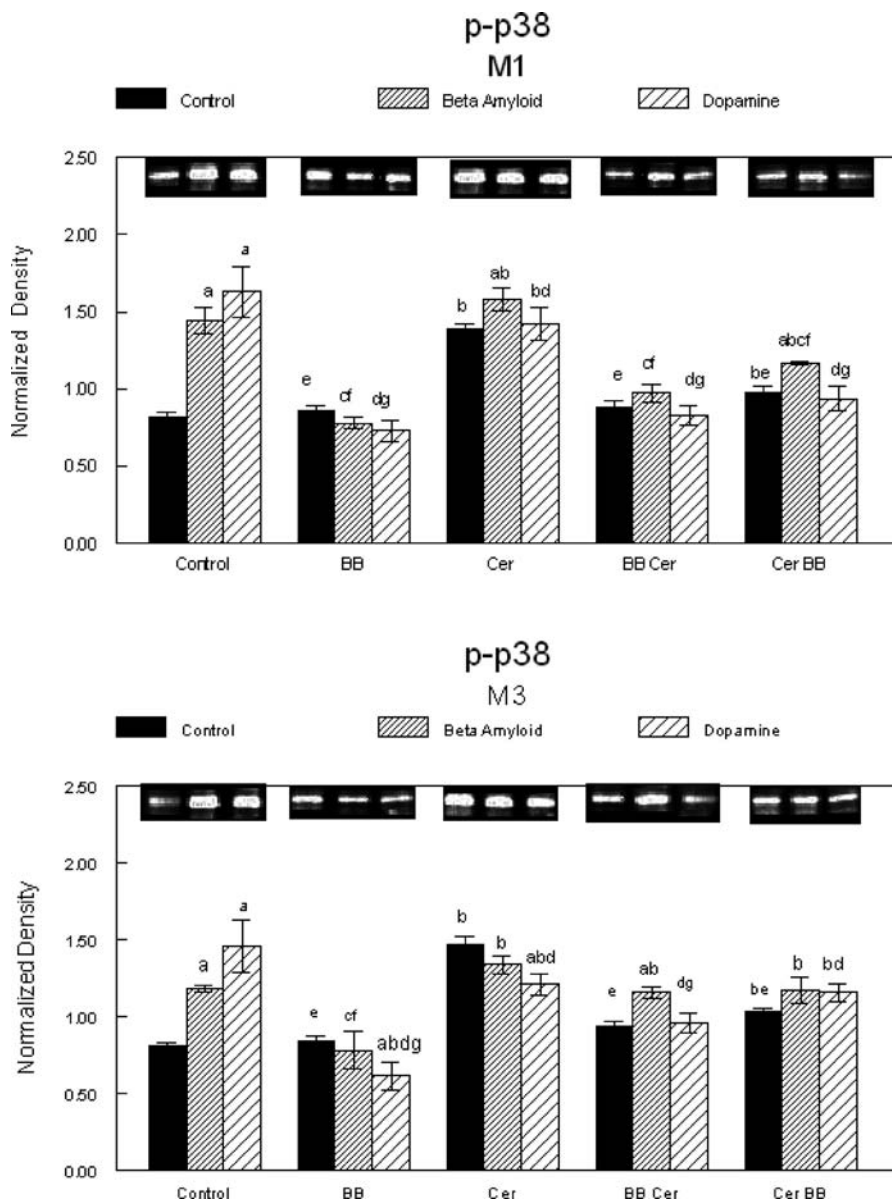 p-p38
M1
Control Beta Amyloid Dopamine
Normalized Density
2.50
2.00
1.50
1.00
0.50
0.00
a a
e cf dg
b ab bd
e cf dg
be abcf dg
Control BB Cer BB Cer Cer BB
p-p38
M3
Control Beta Amyloid Dopamine
Normalized Density
2.50
2.00
1.50
1.00
0.50
0.00
a a
e cf abdg
b b abd
e ab dg
be b bd
Control BB Cer BB Cer Cer BB